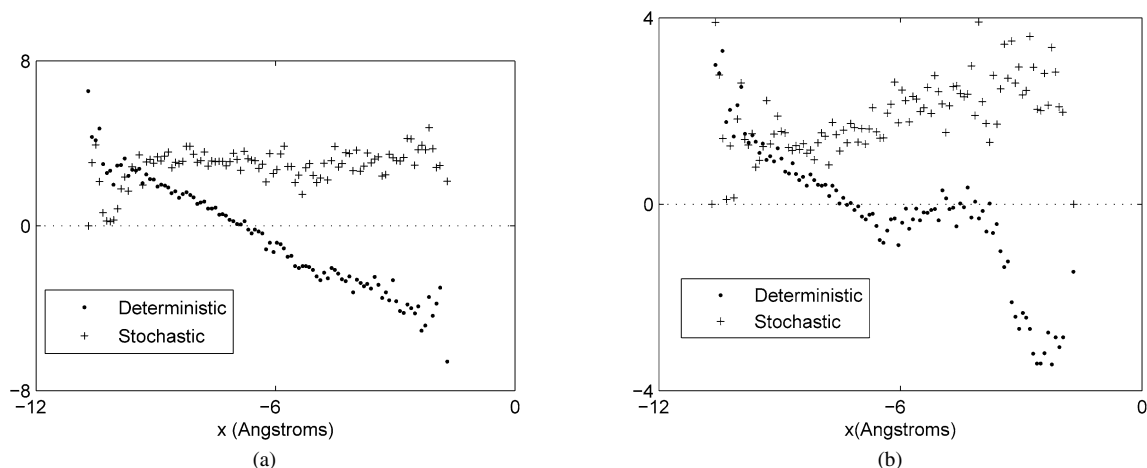 8
0
−8
−12
−6
0
x (Angstroms)
Deterministic
Stochastic
(a)
4
0
−4
−12
−6
0
x(Angstroms)
Deterministic
Stochastic
(b)